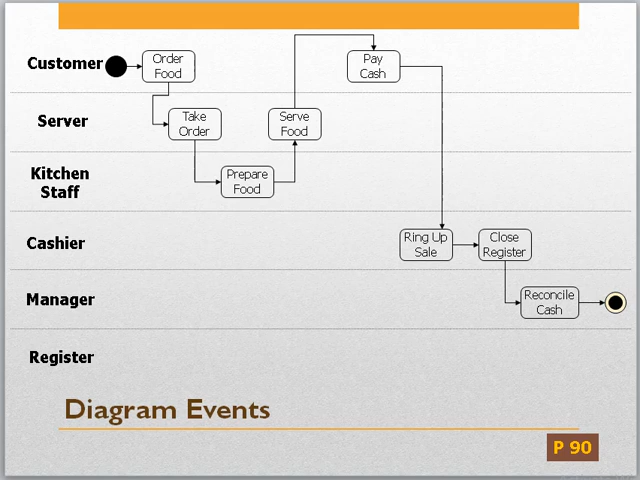 Customer
Order
Food
Pay
Cash
Server
Take
Order
Serve
Food
Kitchen
Staff
Prepare
Food
Cashier
Ring Up
Sale
Close
Register
Manager
Reconcile
Cash
Register
Diagram Events
P 90